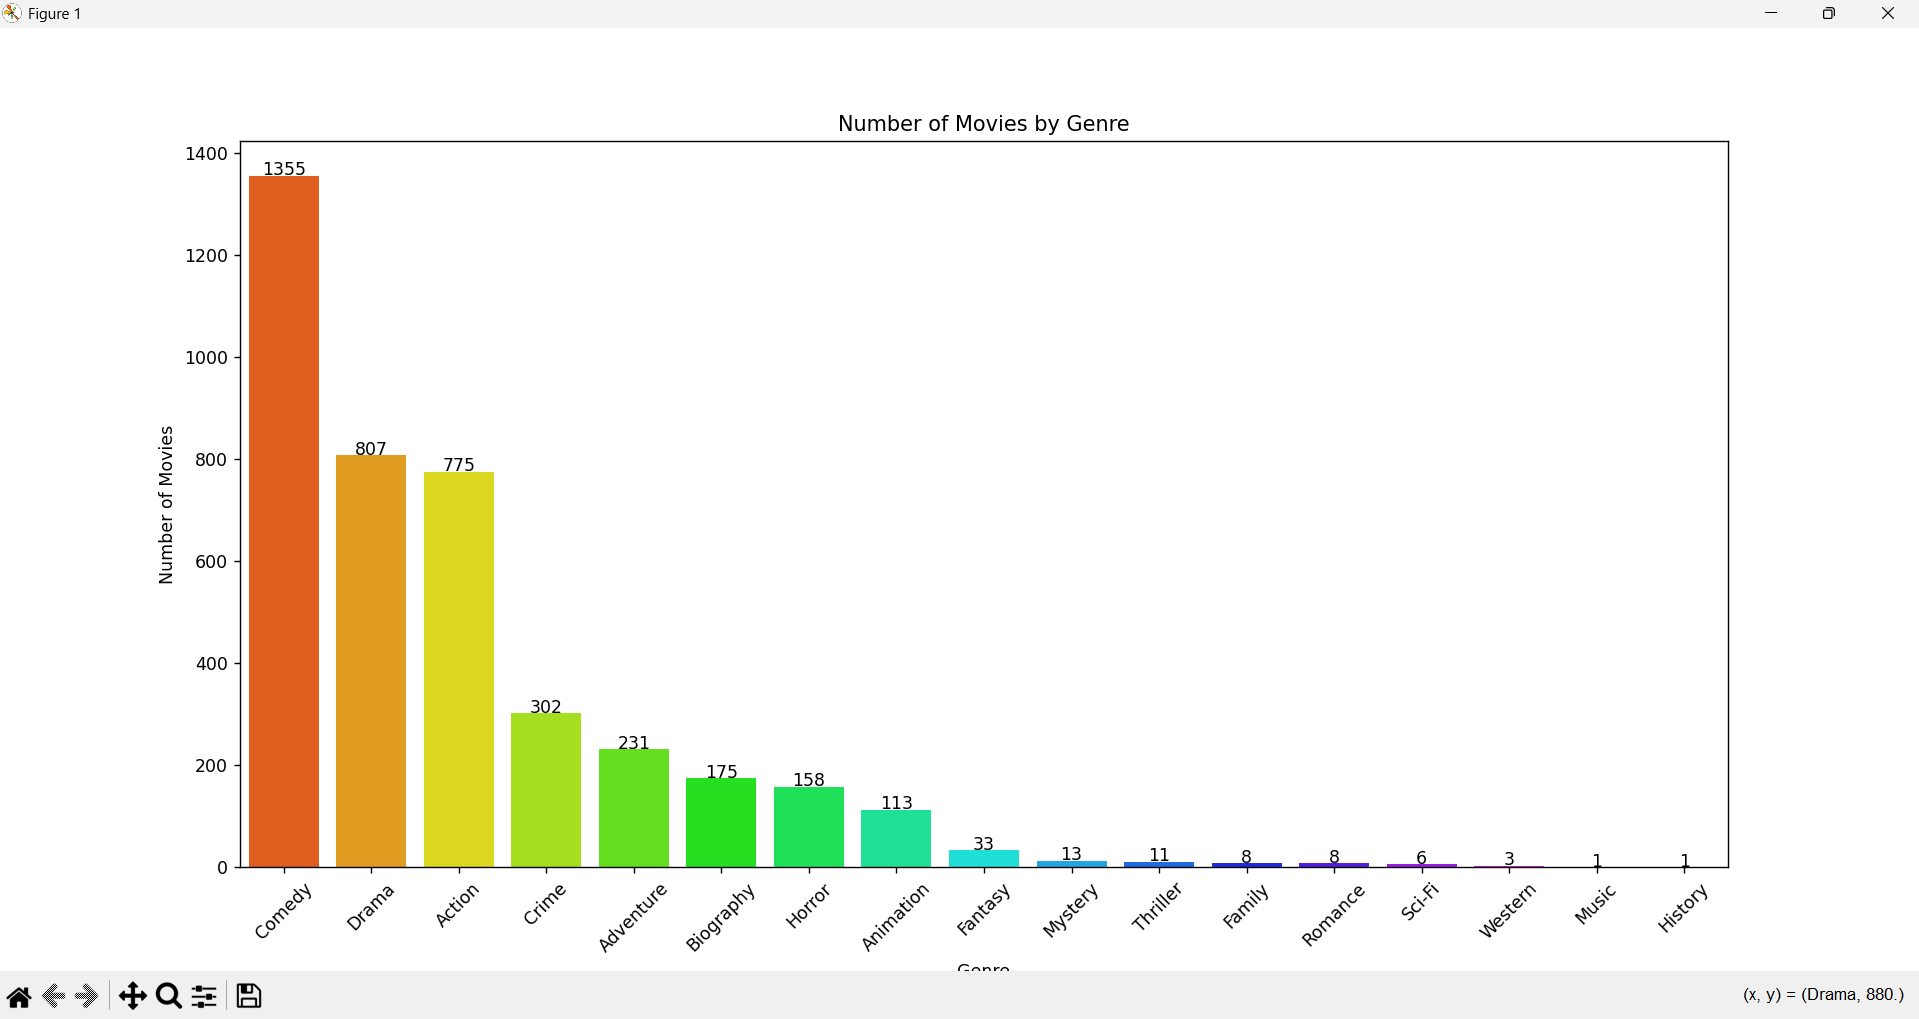 Figure 1
Number of Movies by Genre
1400
1200
1000
800
600
400
200
0
Number of Movies
1355
807
775
302
231
175
158
113
33
13
11
8
8
6
3
1
1
Comedy
Drama
Action
Crime
Adventure
Biography
Horror
Animation
Fantasy
Mystery
Thriller
Family
Romance
Sci-Fi
Western
Music
History
Genre
(x, y) = (Drama, 880.)